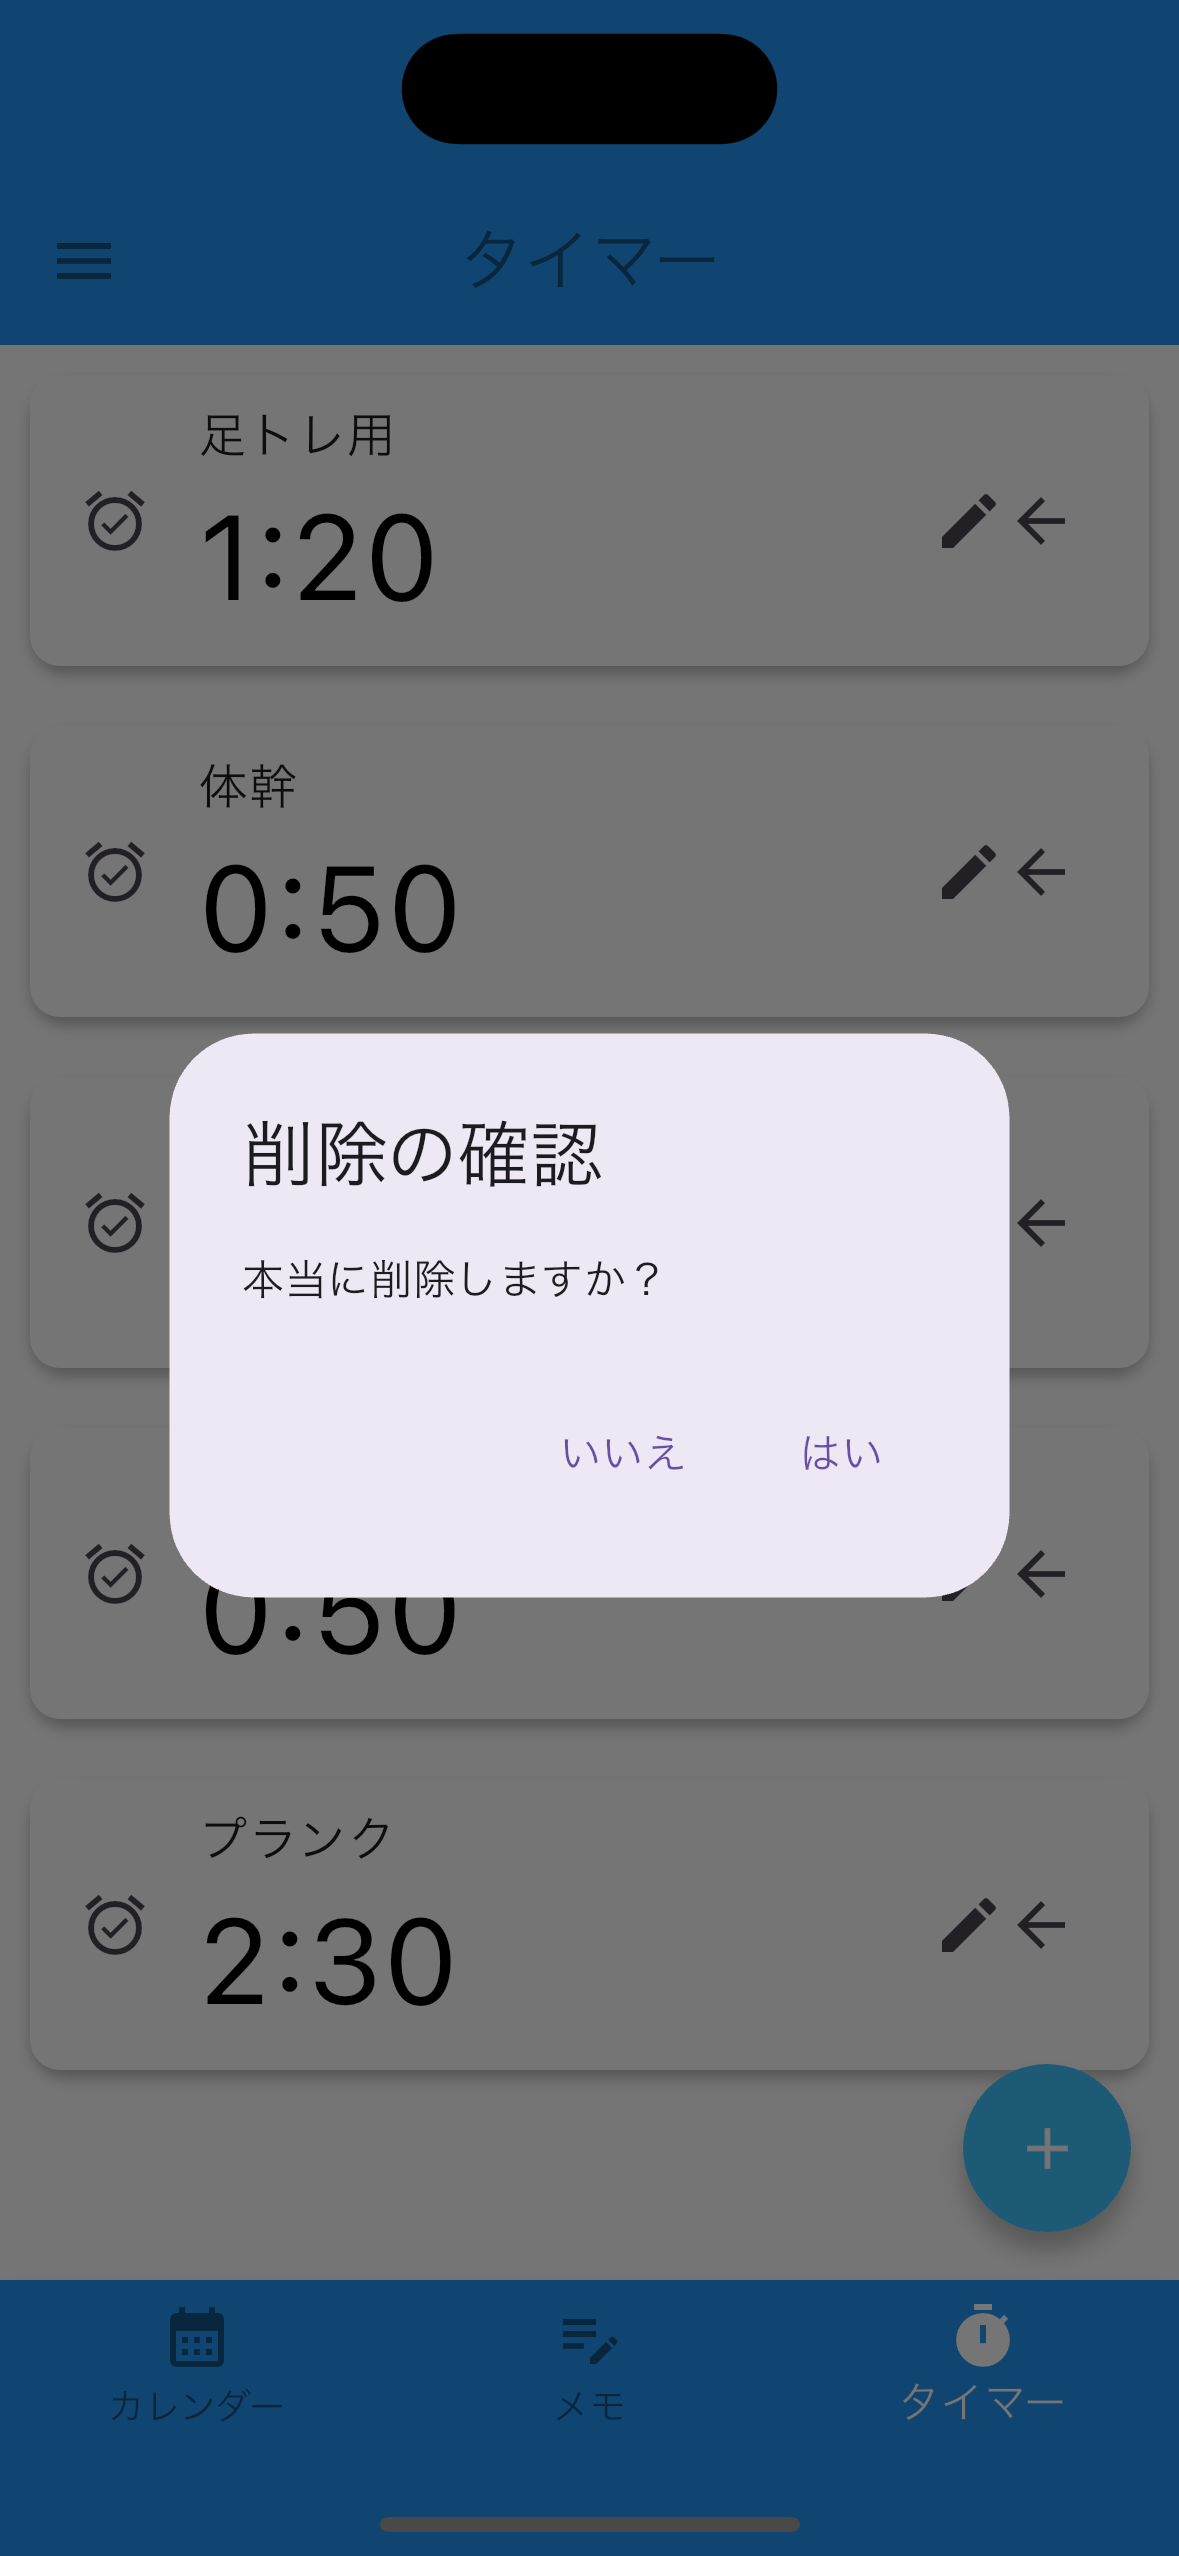 タイマー
足トレ用
1:20
体幹
0:50
削除の確認
本当に削除しますか？
いいえ はい
0:50
プランク
2:30
カレンダー メモ タイマー